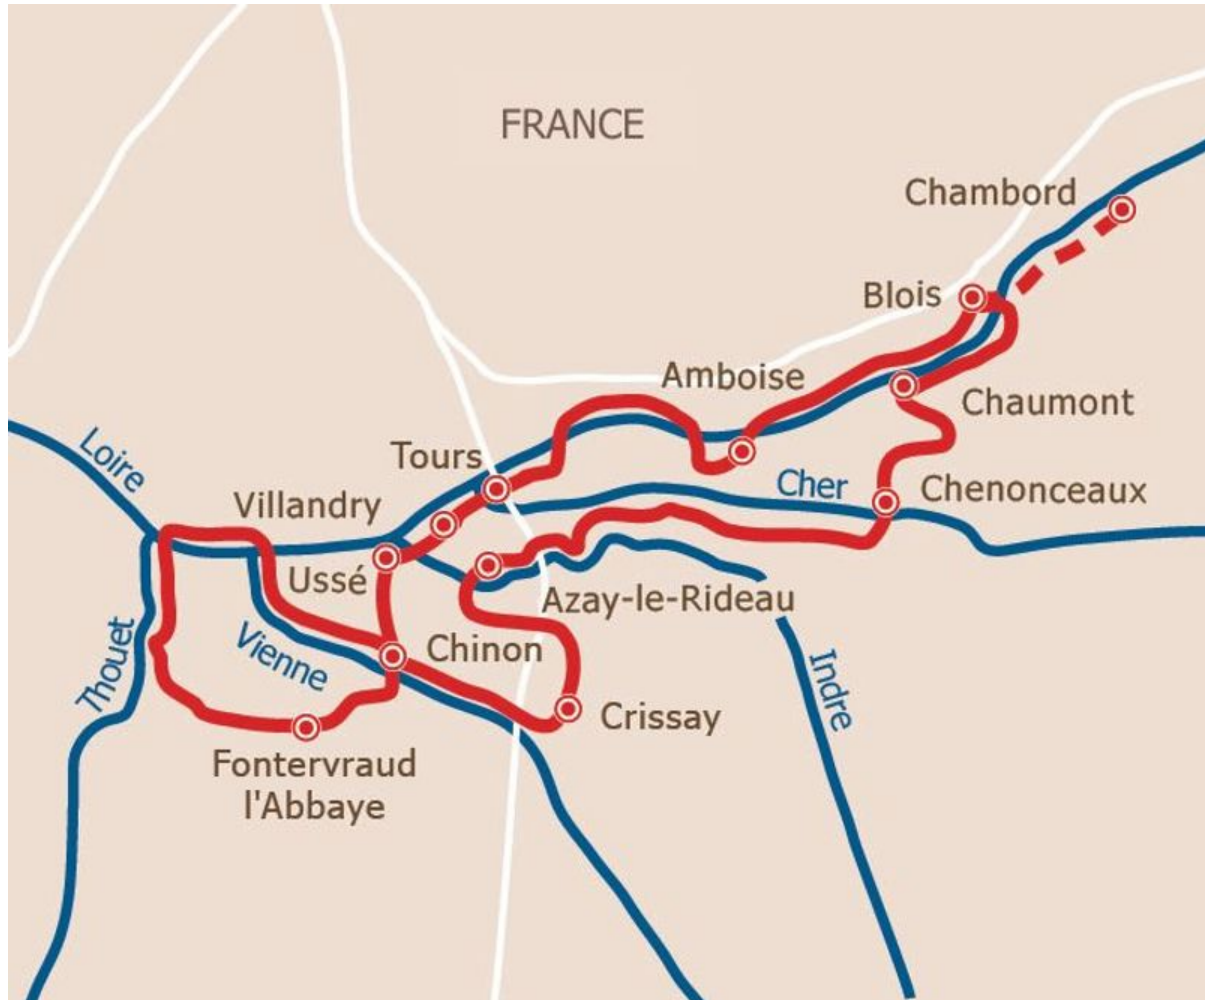 FRANCE
Chambord
Blois
Amboise
Chaumont
Loire
Tours
Cher
Chenonceaux
Villandry
Ussé
Azay-le-Rideau
Thouet
Vienne
Chinon
Indre
Crissay
Fontervraud
l'Abbaye